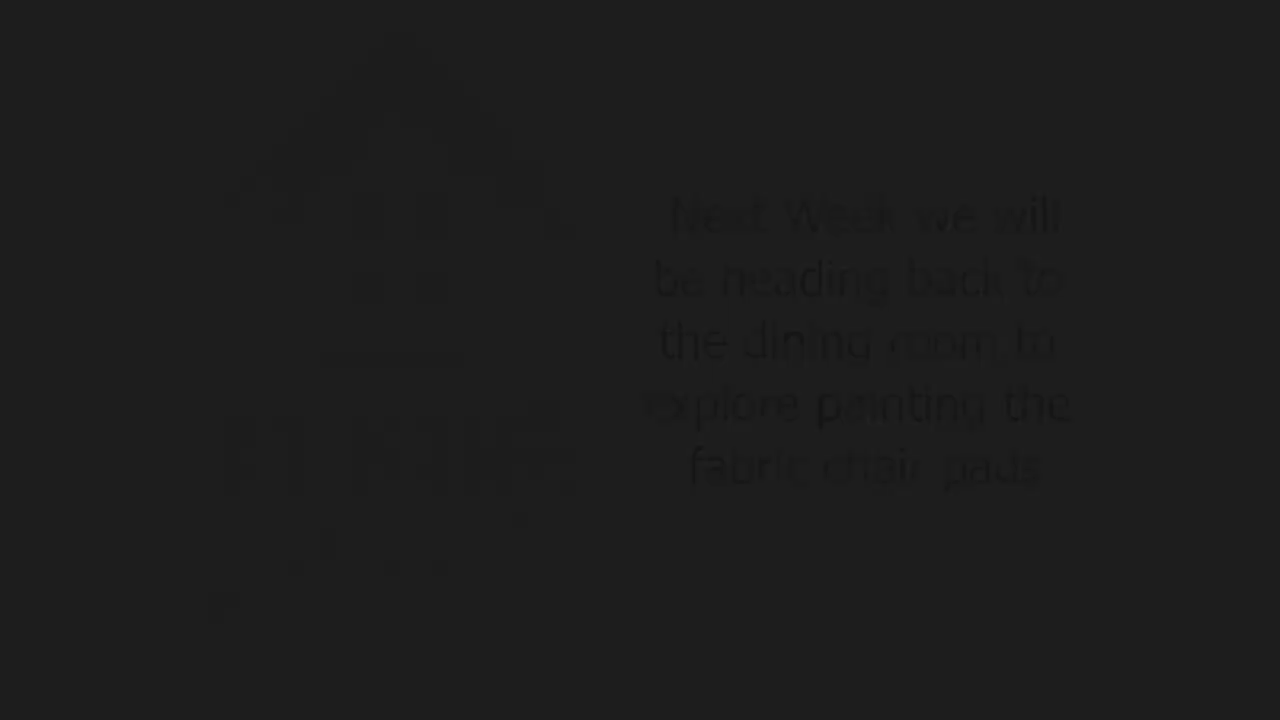 Next Week we will
be heading back to
the dining room to
explore painting the
fabric chair pads